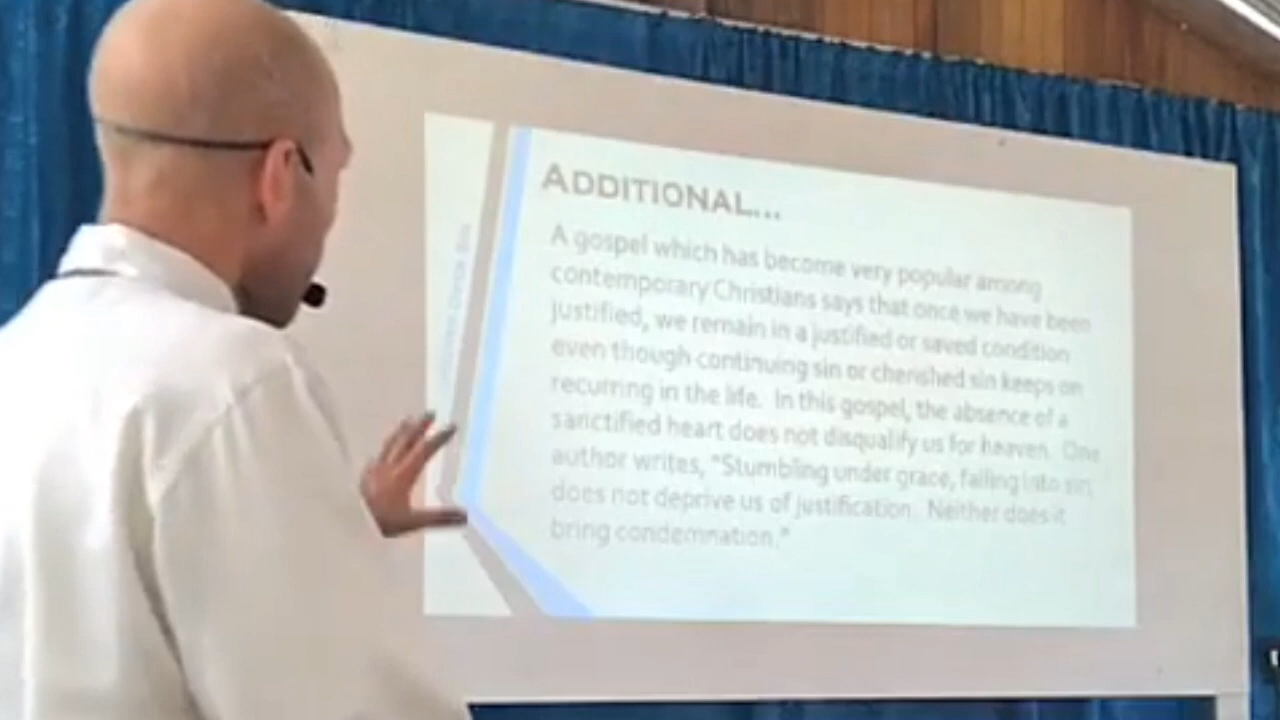 ADDITIONAL...
A gospel which has become very popular among
contemporary Christians says that once we have been
justified, we remain in a justified or saved condition
even though continuing sin or cherished sin keeps on
recurring in the life. In this gospel, the absence of a
sanctified heart does not disqualify us for heaven. One
author writes, "Stumbling under grace, falling into sin,
does not deprive us of justification. Neither does it
bring condemnation."